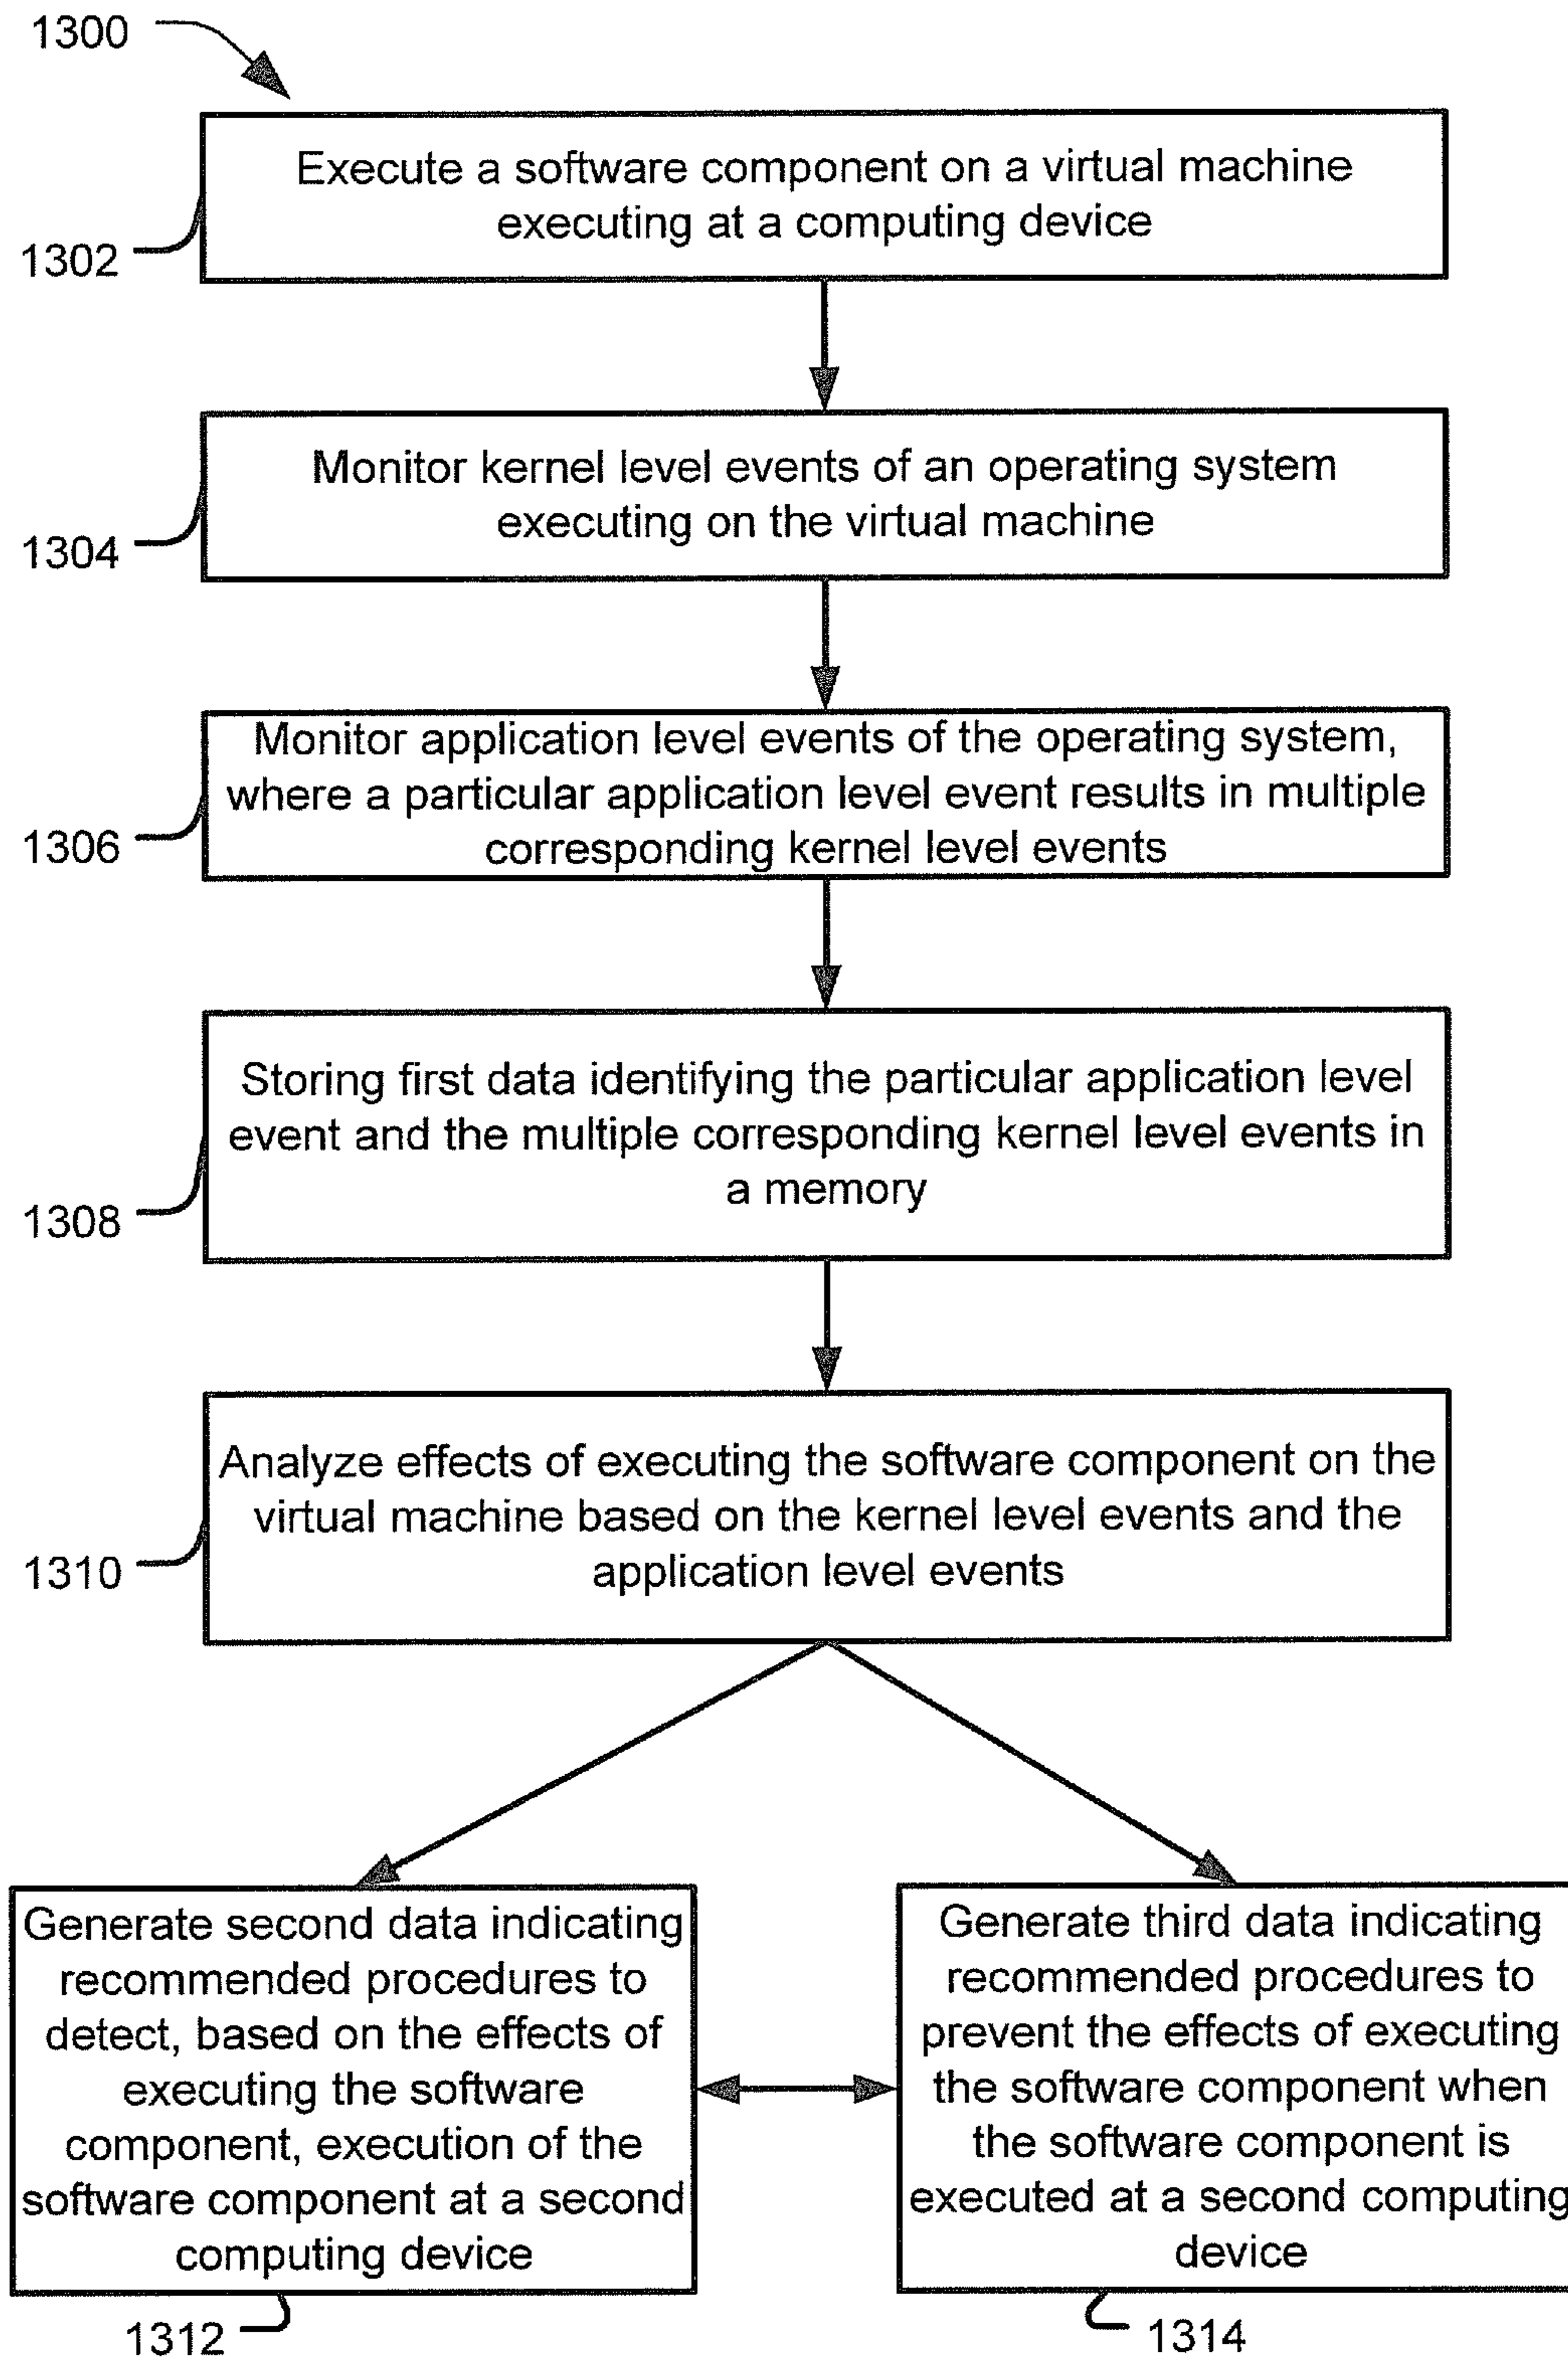 1300
Execute a software component on a virtual machine
executing at a computing device
1302
Monitor kernel level events of an operating system
executing on the virtual machine
1304
Monitor application level events of the operating system,
where a particular application level event results in multiple
corresponding kernel level events
1306
Storing first data identifying the particular application level
event and the multiple corresponding kernel level events in
a memory
1308
Analyze effects of executing the software component on the
virtual machine based on the kernel level events and the
application level events
1310
Generate second data indicating
recommended procedures to
detect, based on the effects of
executing the software
component, execution of the
software component at a second
computing device
1312
Generate third data indicating
recommended procedures to
prevent the effects of executing
the software component when
the software component is
executed at a second computing
device
1314